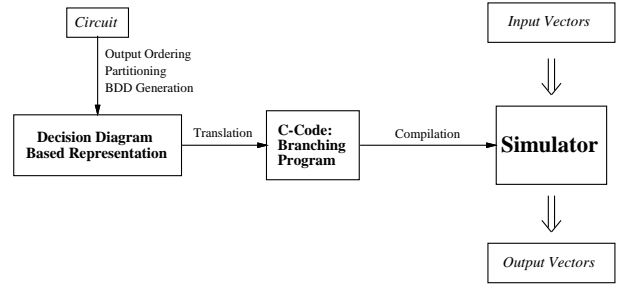 Circuit
Output Ordering
Partitioning
BDD Generation
Decision Diagram
Based Representation
Translation
C-Code:
Branching
Program
Compilation
Input Vectors
Simulator
Output Vectors